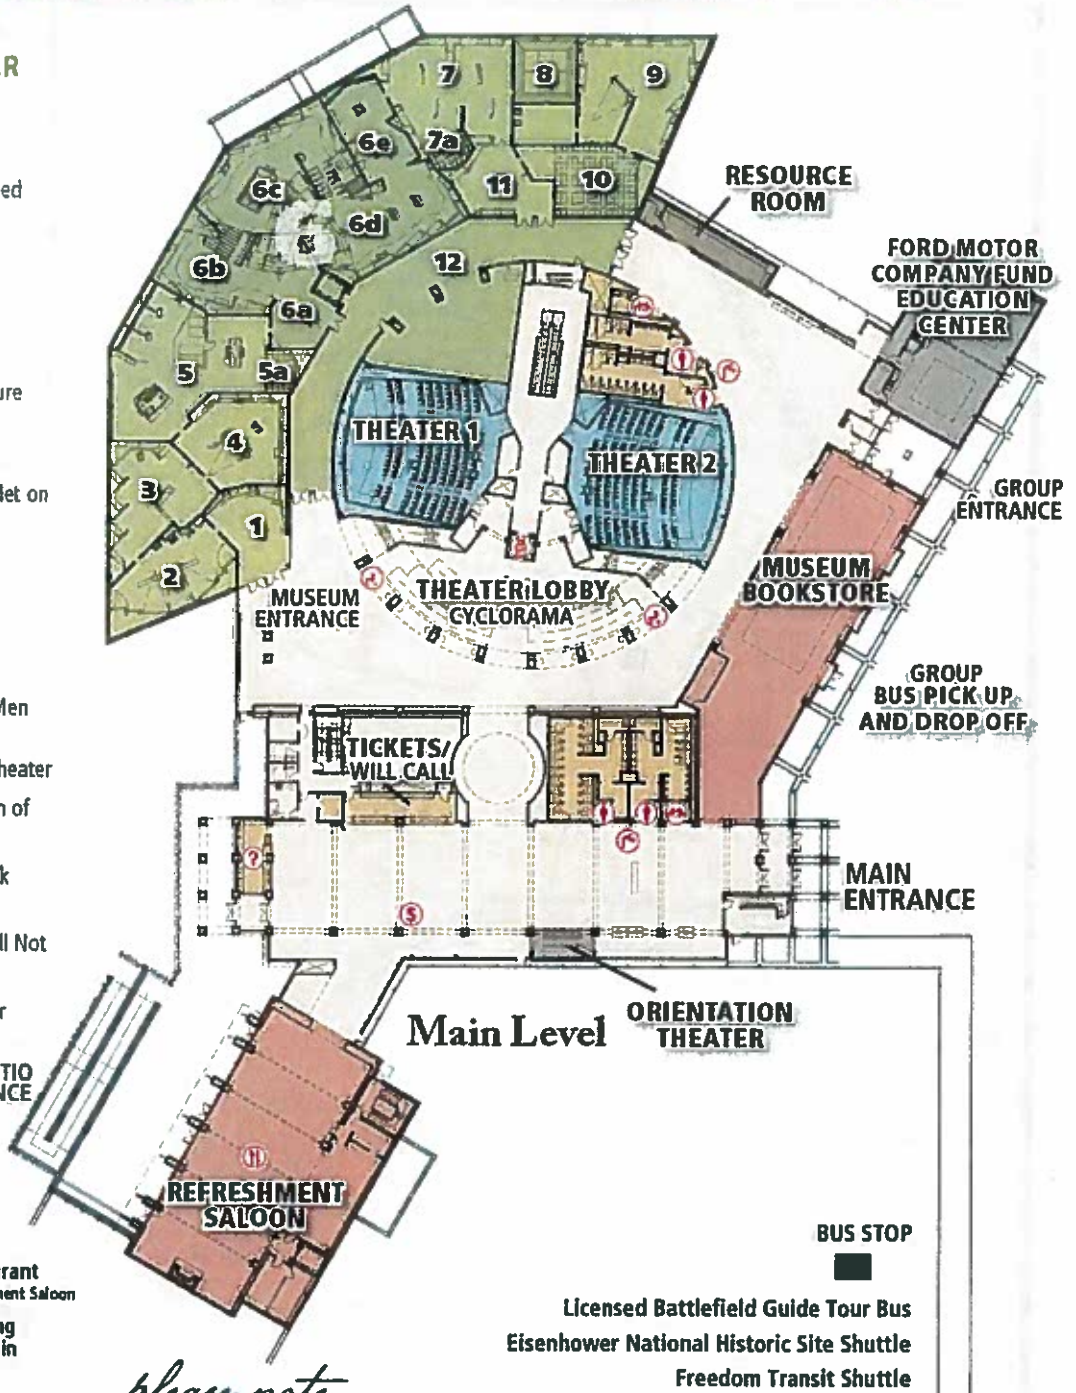 R
7
8
9
6e
7a
ed
6c
11
10
RESOURCE
ROOM
6d
6b
12
FORD MOTOR
COMPANY FUND
EDUCATION
CENTER
6a
5
5a
ure
THEATER 1
4
THEATER 2
3
let on
GROUP
ENTRANCE
1
2
MUSEUM
BOOKSTORE
MUSEUM
ENTRANCE
THEATER LOBBY
CYCLORAMA
GROUP
BUS PICK UP
AND DROP OFF
Men
TICKETS/
WILL CALL
heater
n of
?
k
MAIN
ENTRANCE
$
ll Not
r
Main Level
ORIENTATION
THEATER
TIO
NCE
REFRESHMENT
SALOON
BUS STOP
rant
ment Saloon
Licensed Battlefield Guide Tour Bus
ng
in
Eisenhower National Historic Site Shuttle
Freedom Transit Shuttle
please note